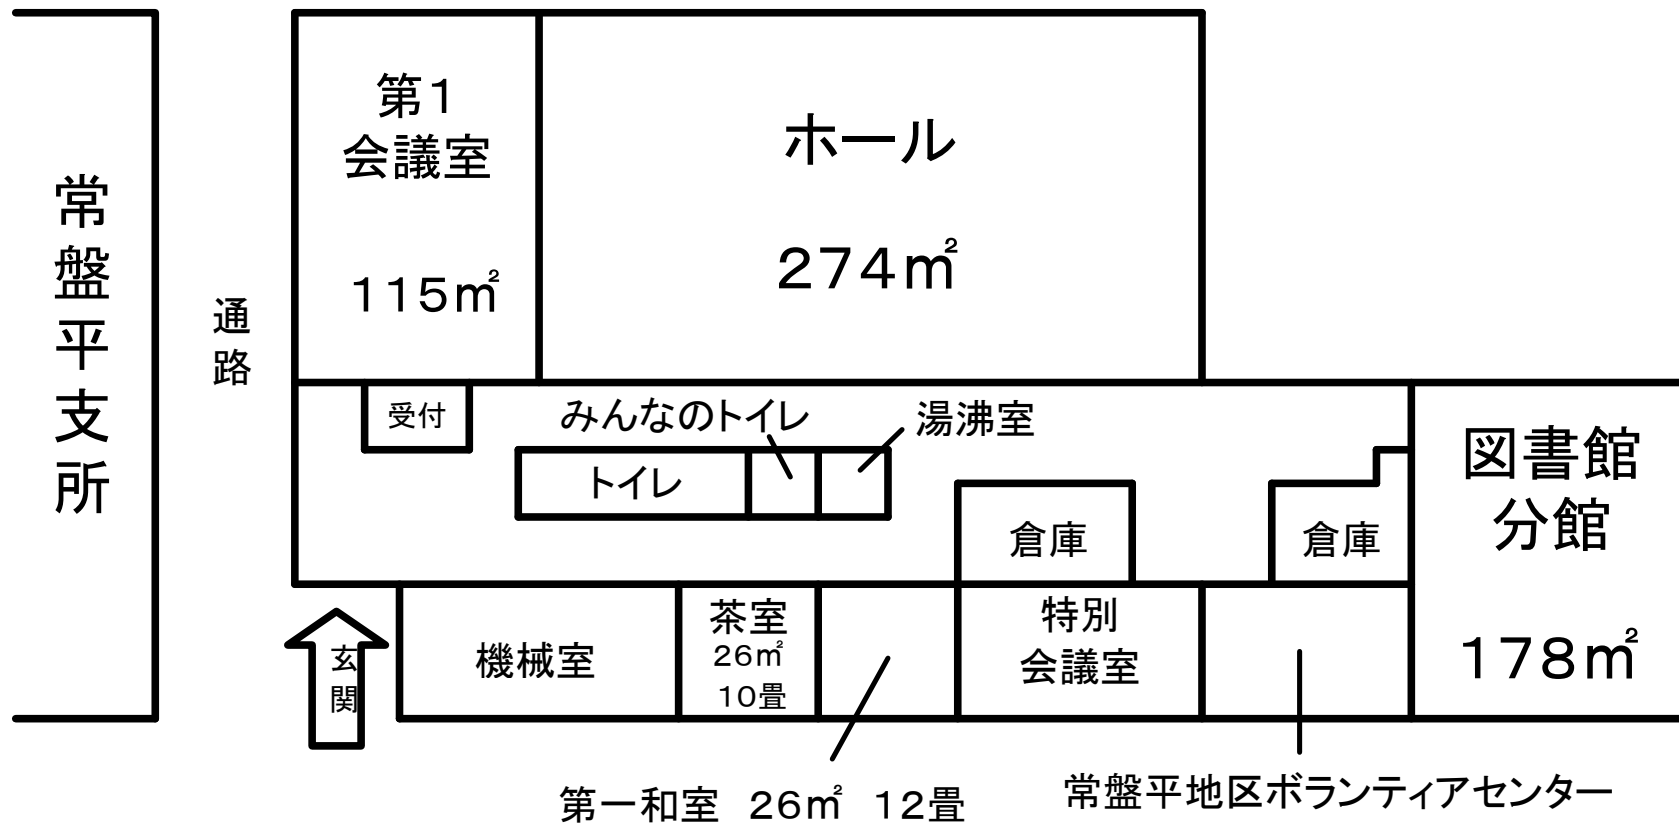 常盤平支所
通路
第１
会議室
１１５㎡
ホール
２７４㎡
受付
みんなのトイレ
湯沸室
トイレ
倉庫
倉庫
図書館
分館
１７８㎡
玄関
機械室
茶室
２６㎡
１０畳
特別
会議室
第一和室　２６㎡　１２畳
常盤平地区ボランティアセンター